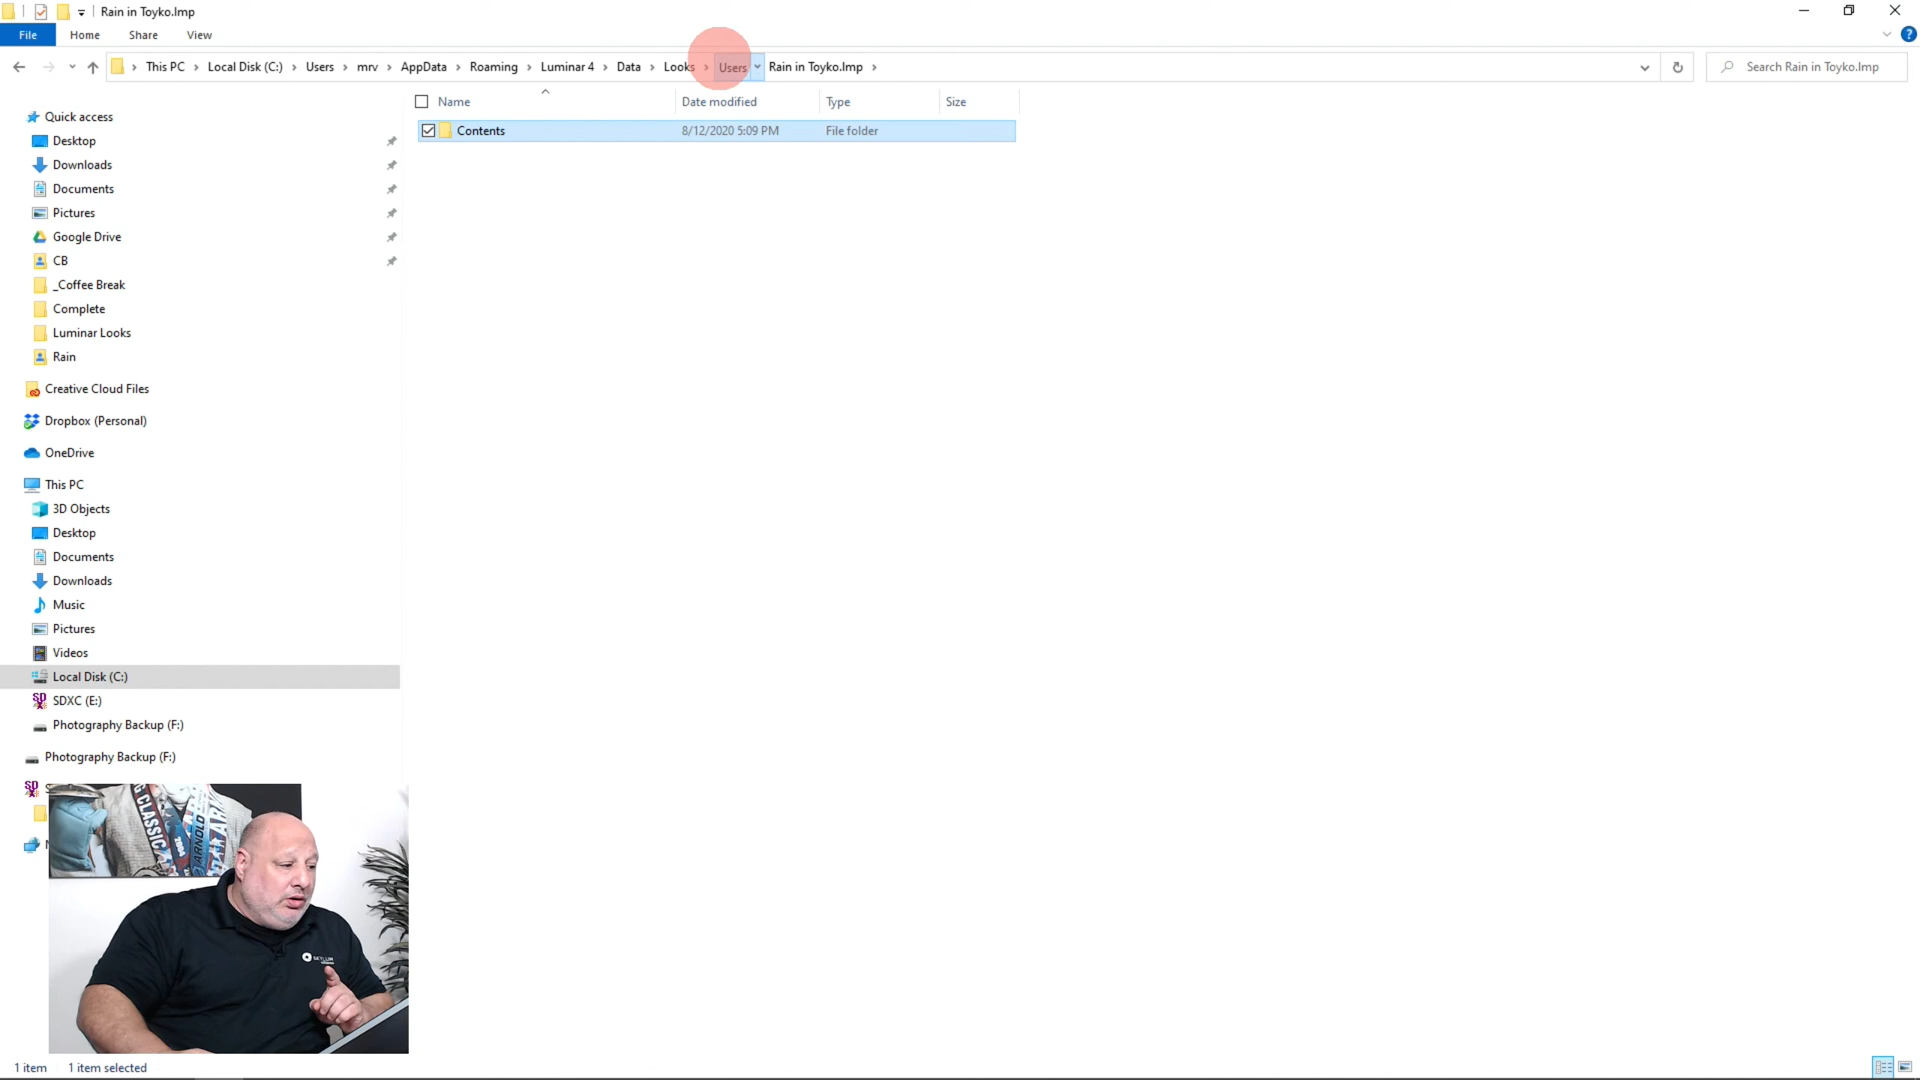 Rain in Toyko.lmp
File Home Share View
This PC Local Disk (C:) Users mrv AppData Roaming Luminar 4 Data Looks Users Rain in Toyko.lmp
Search Rain in Toyko.lmp
Name Date modified Type Size
Contents 8/12/2020 5:09 PM File folder
Quick access
Desktop
Downloads
Documents
Pictures
Google Drive
CB
_Coffee Break
Complete
Luminar Looks
Rain
Creative Cloud Files
Dropbox (Personal)
OneDrive
This PC
3D Objects
Desktop
Documents
Downloads
Music
Pictures
Videos
Local Disk (C:)
SDXC (E:)
Photography Backup (F:)
Photography Backup (F:)
G CLASSIC
ARNOLD
1 item 1 item selected